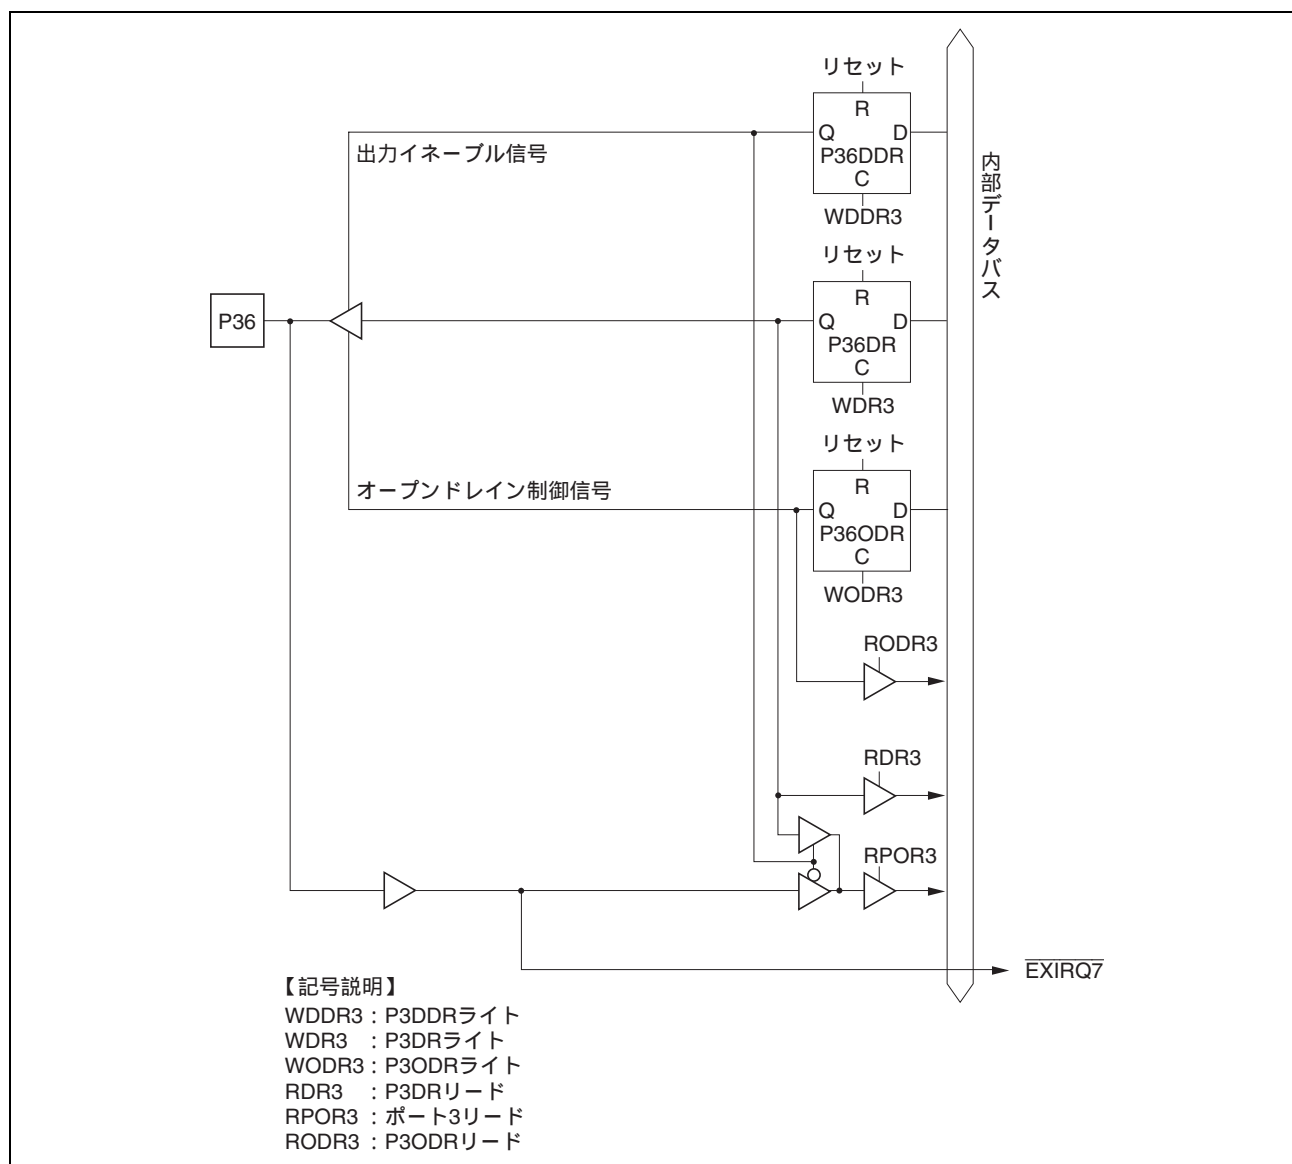 リセット
R
Q D
P36DDR
C
WDDR3
出力イネーブル信号
内部データバス
リセット
R
Q D
P36DR
C
WDR3
P36
リセット
R
Q D
P36ODR
C
WODR3
オープンドレイン制御信号
RODR3
RDR3
RPOR3
EXIRQ7
【記号説明】
WDDR3 : P3DDRライト
WDR3 : P3DRライト
WODR3 : P3ODRライト
RDR3 : P3DRリード
RPOR3 : ポート3リード
RODR3 : P3ODRリード